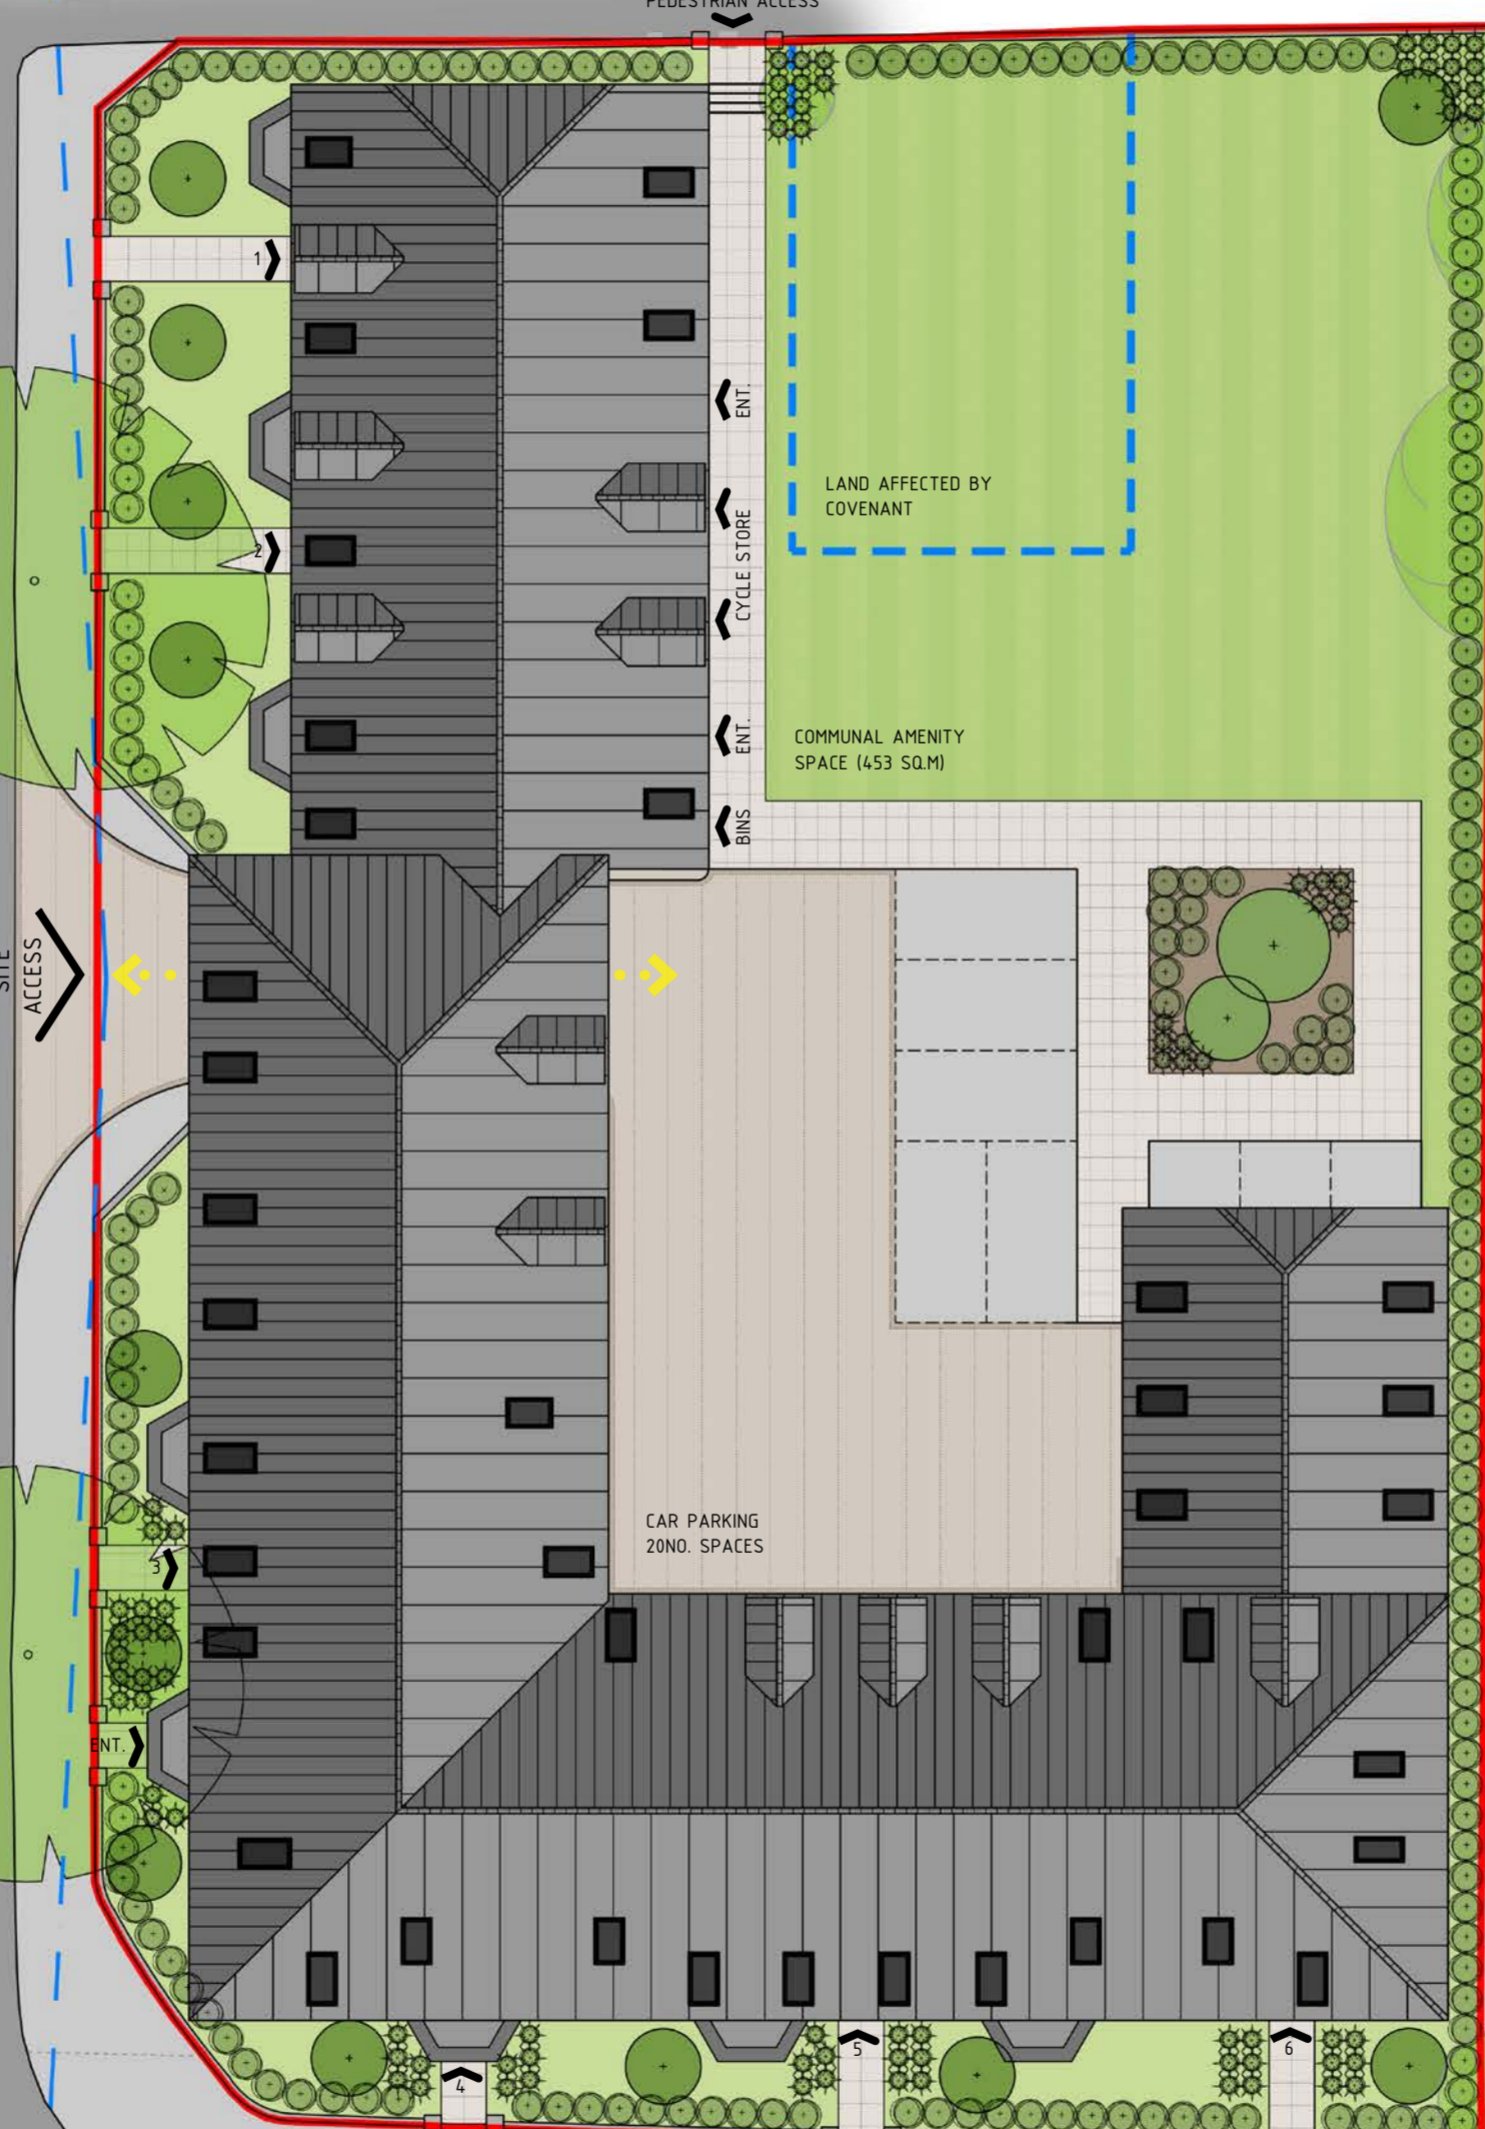 PEDESTRIAN ACCESS
1
ENT.
LAND AFFECTED BY
COVENANT
2
CYCLE STORE
ENT.
COMMUNAL AMENITY
SPACE (453 SQ.M)
BINS
SITE
ACCESS
CAR PARKING
20NO. SPACES
3
ENT.
4
5
6